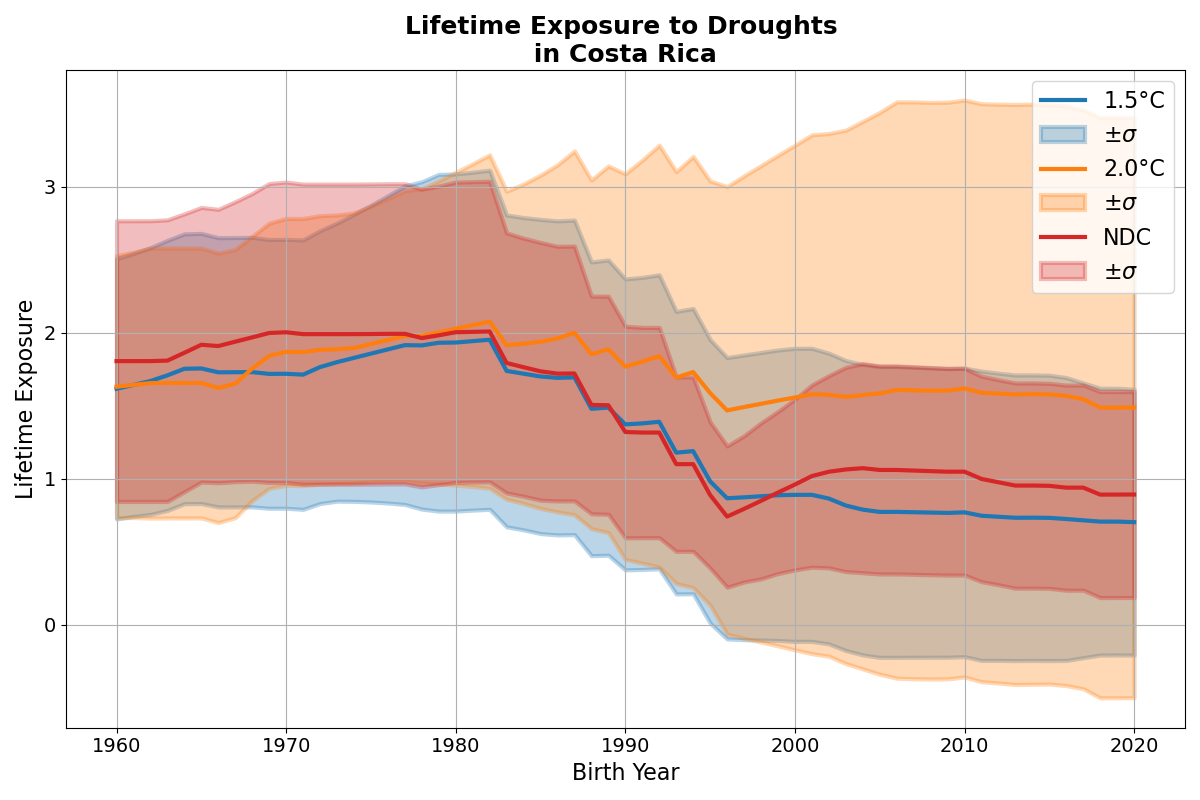 Lifetime Exposure to Droughts
in Costa Rica
1.5°C
±σ
2.0°C
±σ
NDC
±σ
Lifetime Exposure
3
2
1
0
1960
1970
1980
1990
2000
2010
2020
Birth Year